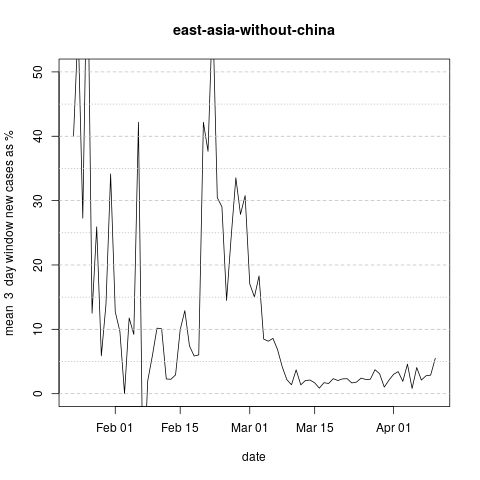 east-asia-without-china
mean 3 day window new cases as %
50
40
30
20
10
0
Feb 01 Feb 15 Mar 01 Mar 15 Apr 01
date